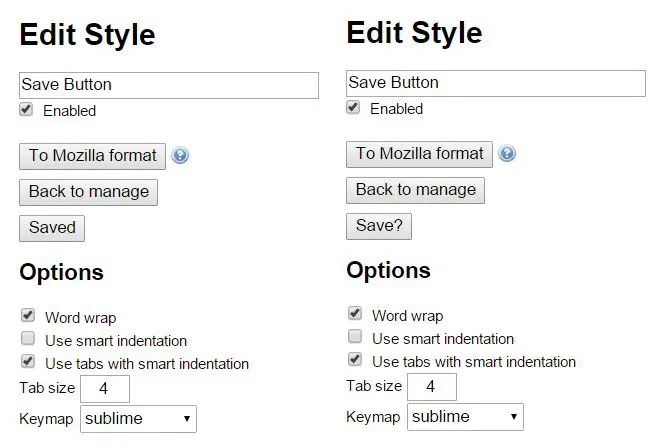 Edit Style
Save Button
Enabled
To Mozilla format ?
Back to manage
Saved
Options
Word wrap
Use smart indentation
Use tabs with smart indentation
Tab size 4
Keymap sublime
Edit Style
Save Button
Enabled
To Mozilla format ?
Back to manage
Save?
Options
Word wrap
Use smart indentation
Use tabs with smart indentation
Tab size 4
Keymap sublime